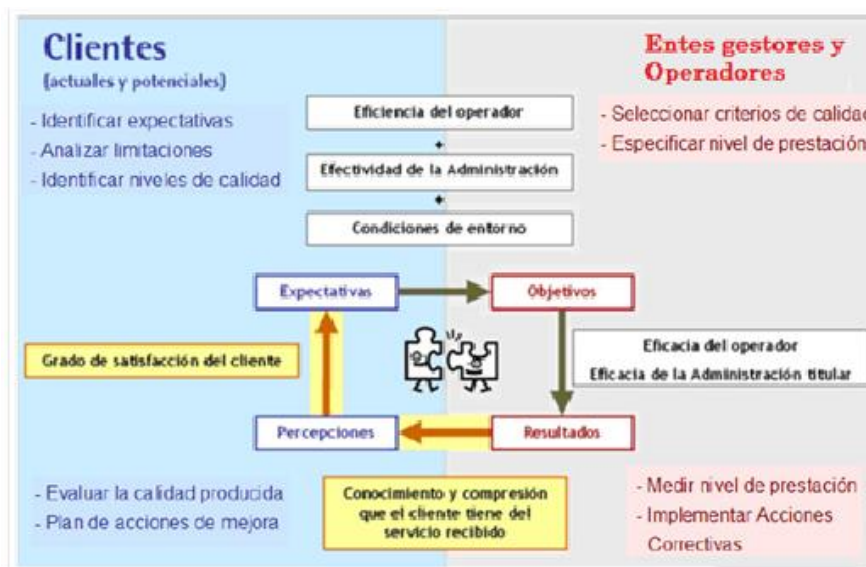 Clientes
(actuales y potenciales)
- Identificar expectativas
- Analizar limitaciones
- Identificar niveles de calidad
Entes gestores y
Operadores
- Seleccionar criterios de calidad
- Especificar nivel de prestación
Eficiencia del operador
+
Efectividad de la Administración
+
Condiciones de entorno
Expectativas
Objetivos
Grado de satisfacción del cliente
Eficacia del operador
Eficacia de la Administración titular
Percepciones
Resultados
- Evaluar la calidad producida
- Plan de acciones de mejora
Conocimiento y compresión
que el cliente tiene del
servicio recibido
- Medir nivel de prestación
- Implementar Acciones
Correctivas